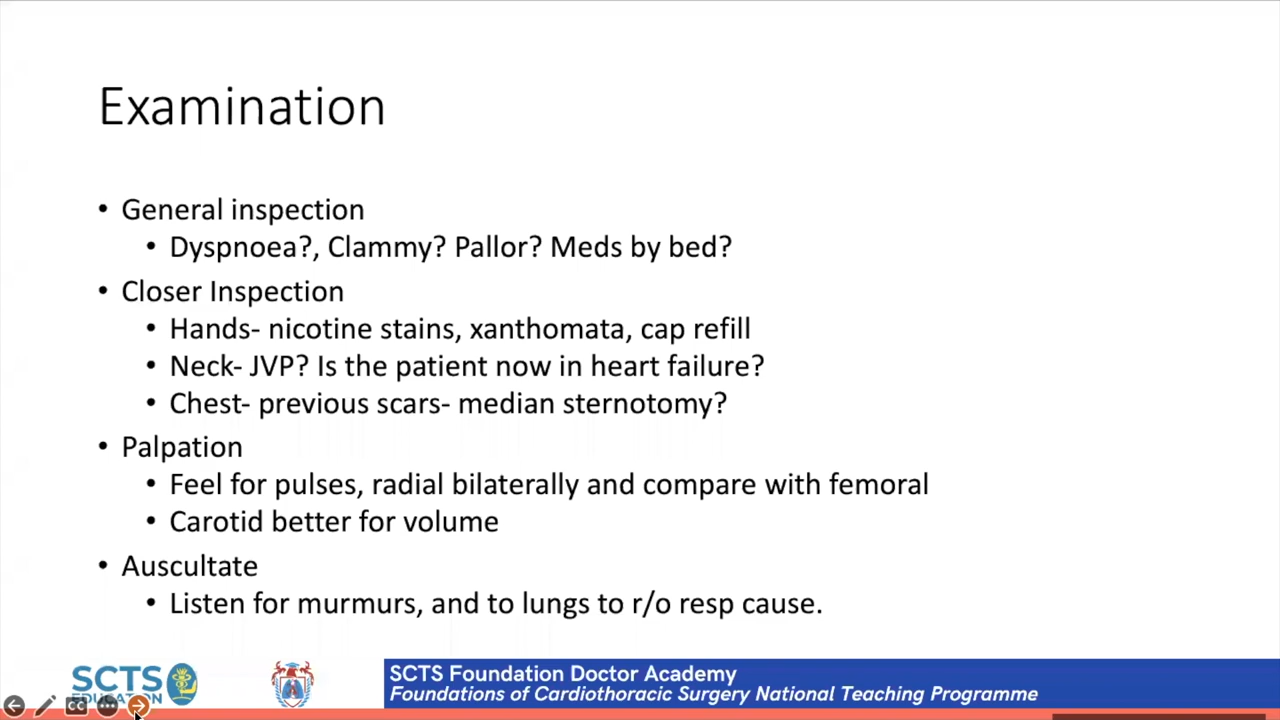 Examination
• General inspection
• Dyspnoea?, Clammy? Pallor? Meds by bed?
• Closer Inspection
• Hands- nicotine stains, xanthomata, cap refill
• Neck- JVP? Is the patient now in heart failure?
• Chest- previous scars- median sternotomy?
• Palpation
• Feel for pulses, radial bilaterally and compare with femoral
• Carotid better for volume
• Auscultate
• Listen for murmurs, and to lungs to r/o resp cause.
SCTS
EDUCATION
SCTS Foundation Doctor Academy
Foundations of Cardiothoracic Surgery National Teaching Programme
CC